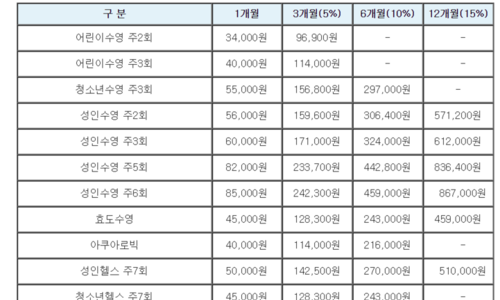 구 분 1개월 3개월(5%) 6개월(10%) 12개월(15%)
어린이수영 주2회 34,000원 96,900원 - -
어린이수영 주3회 40,000원 114,000원 - -
청소년수영 주3회 55,000원 156,800원 297,000원 -
성인수영 주2회 56,000원 159,600원 306,400원 571,200원
성인수영 주3회 60,000원 171,000원 324,000원 612,000원
성인수영 주5회 82,000원 233,700원 442,800원 836,400원
성인수영 주6회 85,000원 242,300원 459,000원 867,000원
효도수영 45,000원 128,300원 243,000원 459,000원
아쿠아로빅 40,000원 114,000원 216,000원 -
성인헬스 주7회 50,000원 142,500원 270,000원 510,000원
청소년헬스 주7회 45,000원 128,300원 243,000원 -